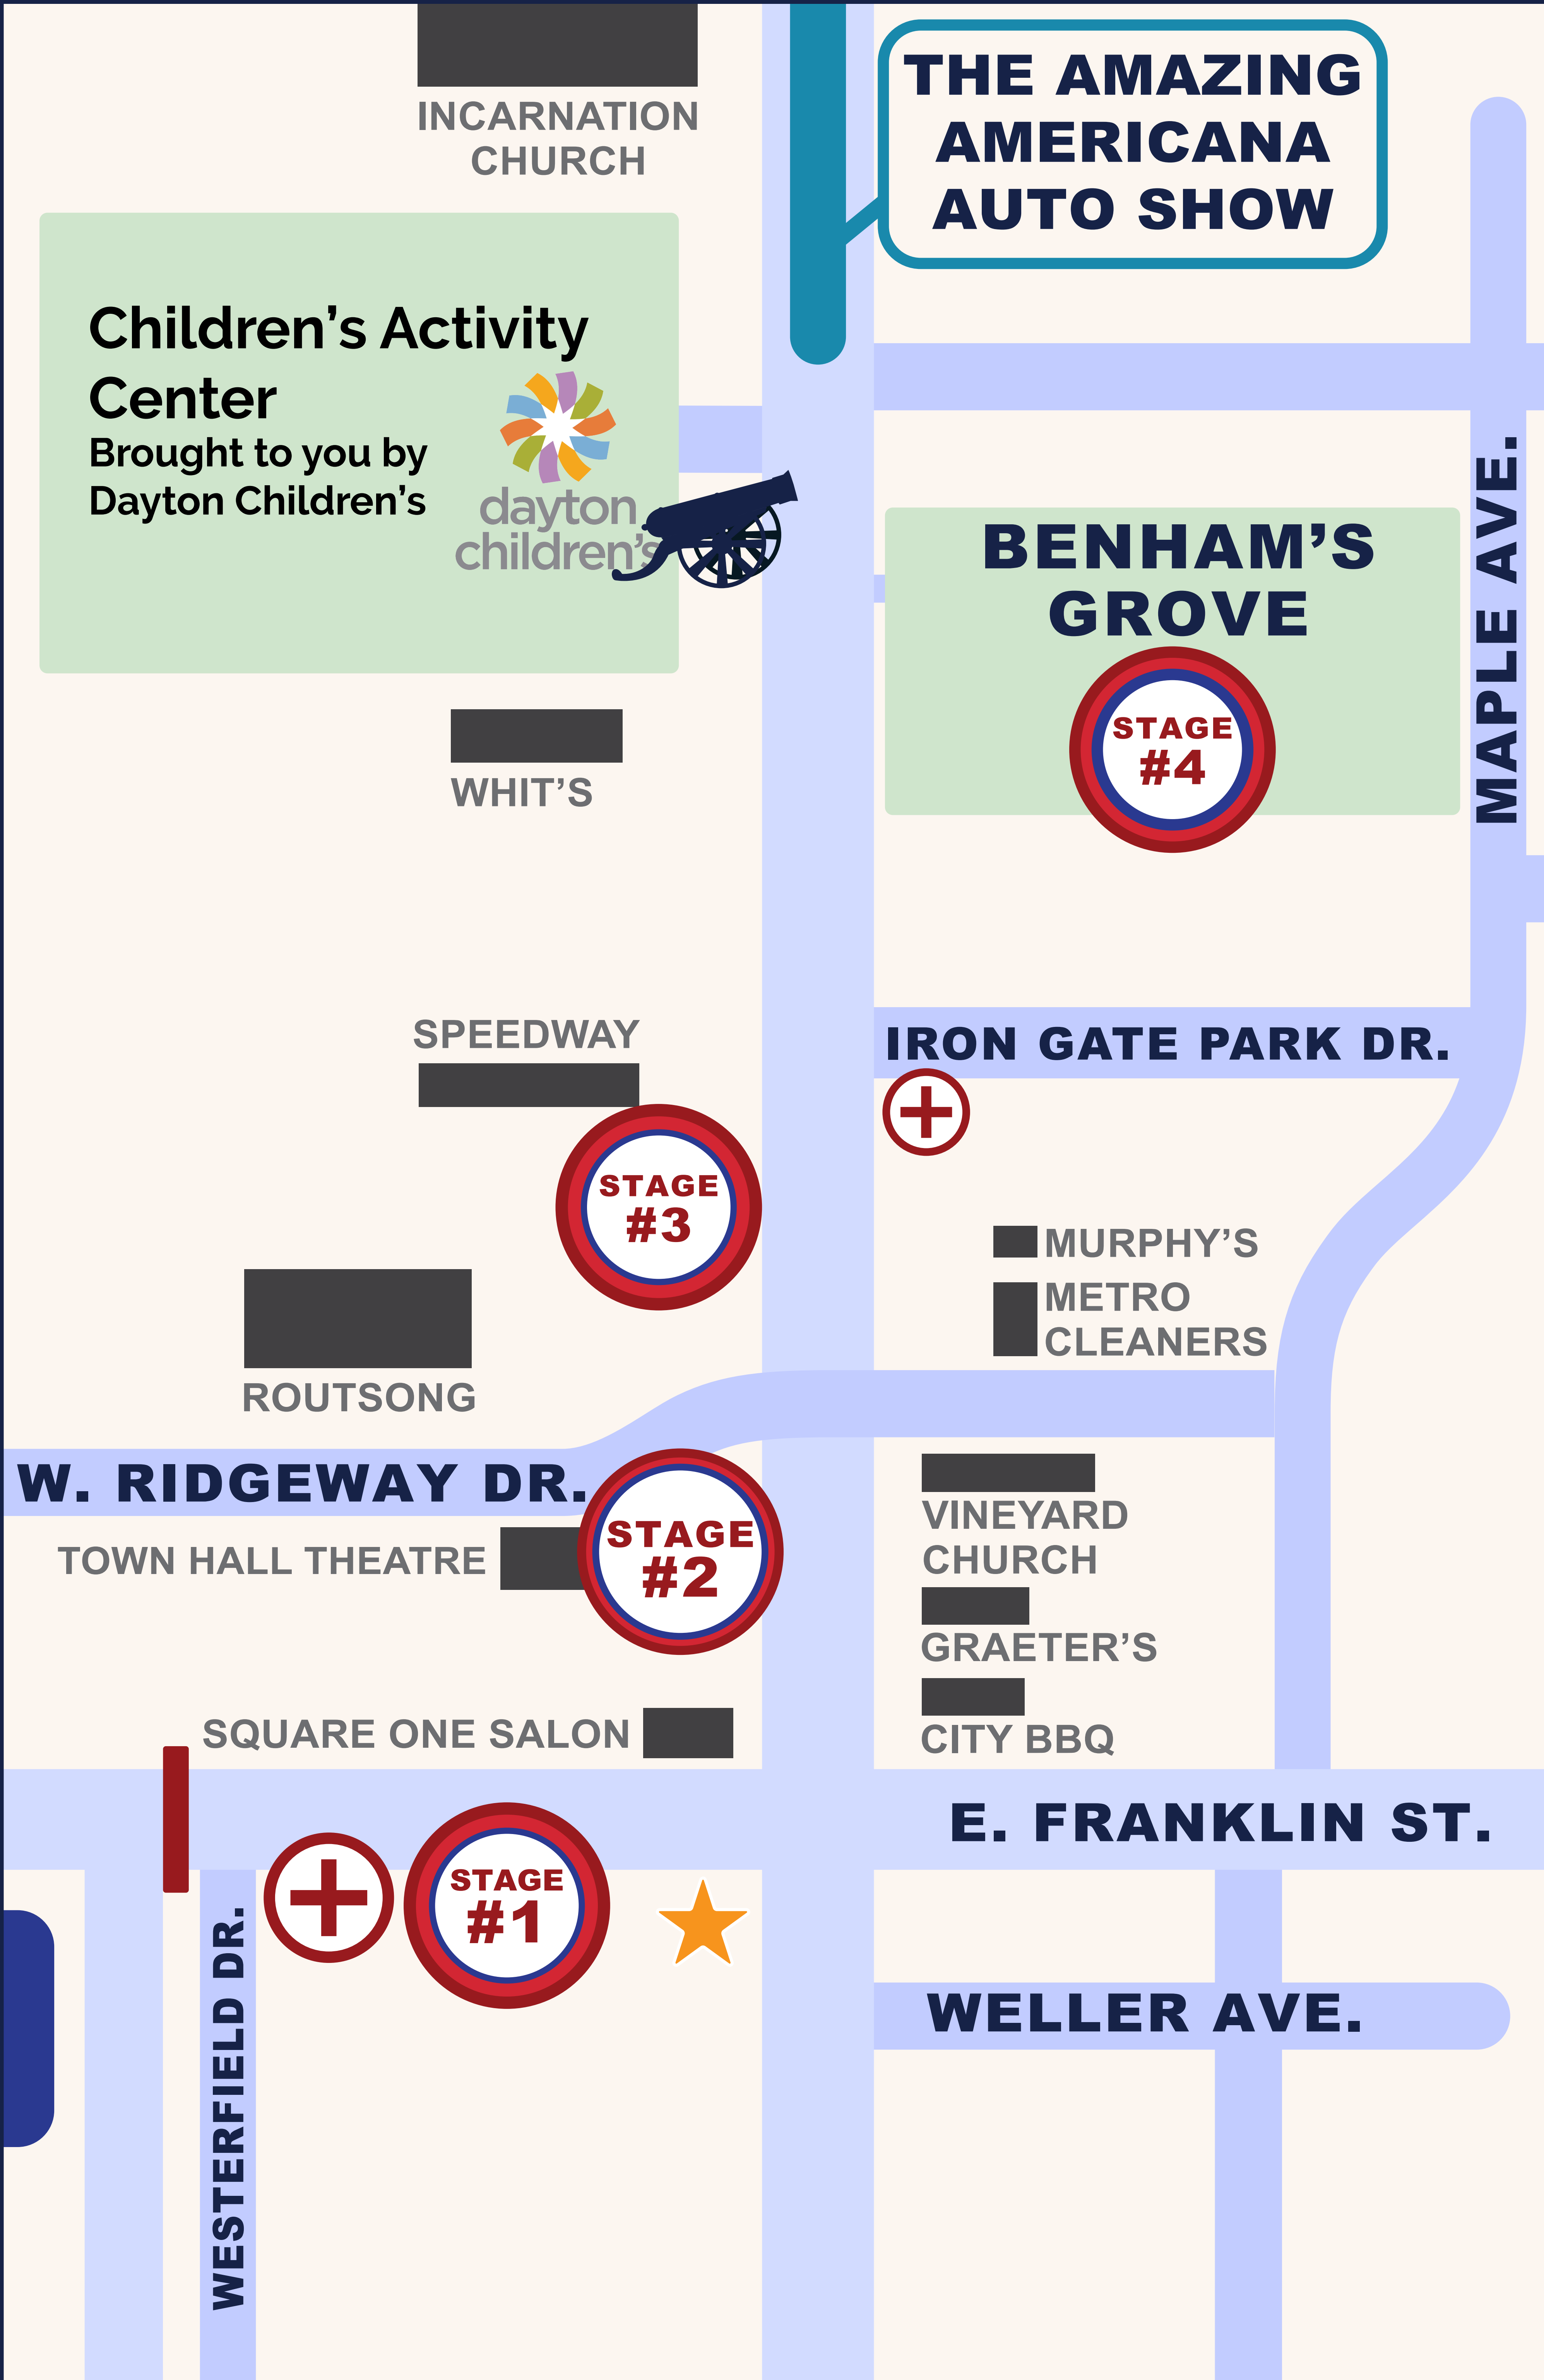 INCARNATION
CHURCH
THE AMAZING
AMERICANA
AUTO SHOW
Children’s Activity
Center
Brought to you by
Dayton Children’s
dayton
children’s
BENHAM’S
GROVE
STAGE
#4
MAPLE AVE.
WHIT’S
SPEEDWAY
IRON GATE PARK DR.
STAGE
#3
MURPHY’S
METRO
CLEANERS
ROUTSONG
W. RIDGEWAY DR.
STAGE
#2
TOWN HALL THEATRE
VINEYARD
CHURCH
GRAETER’S
SQUARE ONE SALON
CITY BBQ
E. FRANKLIN ST.
STAGE
#1
WESTERFIELD DR.
WELLER AVE.